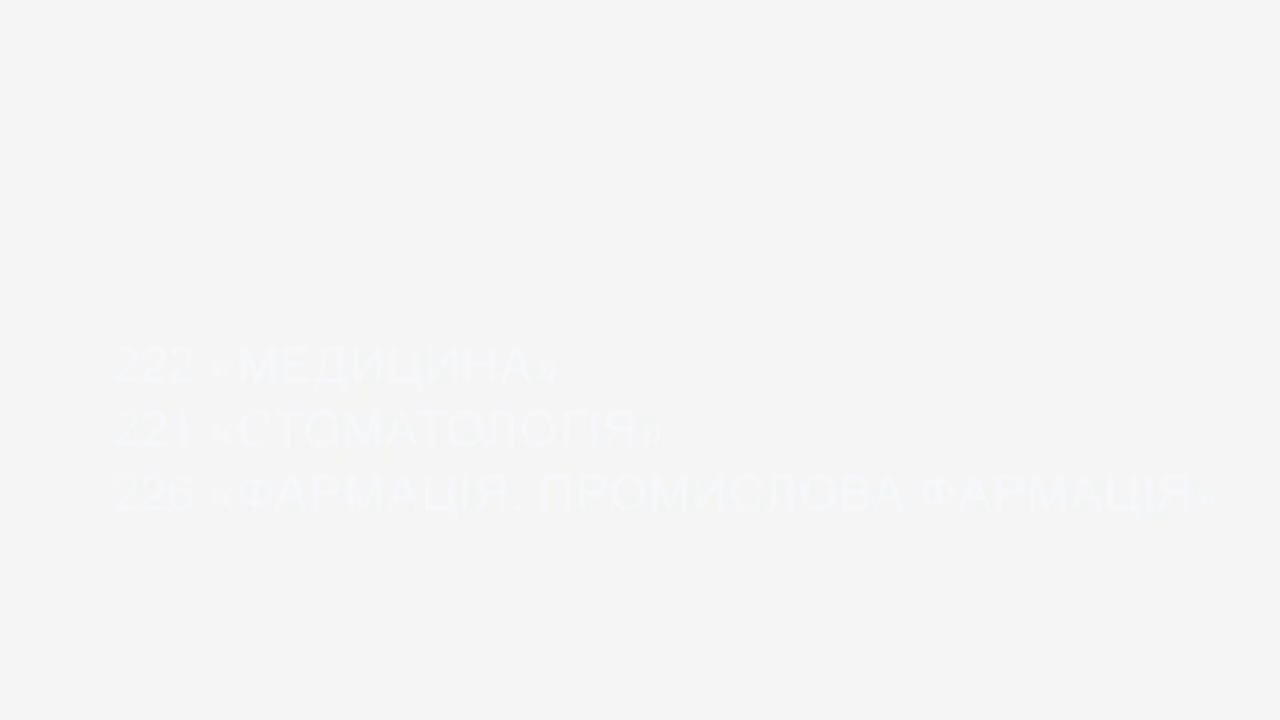 222 «МЕДИЦИНА»
221 «СТОМАТОЛОГІЯ»
226 «ФАРМАЦІЯ. ПРОМИСЛОВА ФАРМАЦІЯ»